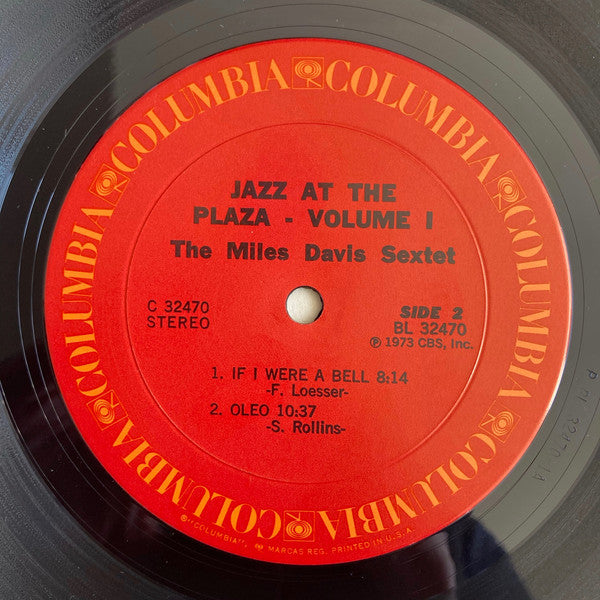 COLUMBIA COLUMBIA COLUMBIA COLUMBIA COLUMBIA COLUMBIA
JAZZ AT THE
PLAZA - VOLUME I
The Miles Davis Sextet
C 32470
STEREO
SIDE 2
BL 32470
℗ 1973 CBS, Inc.
1. IF I WERE A BELL 8:14
-F. Loesser-
2. OLEO 10:37
-S. Rollins-
®"COLUMBIA", MARCAS REG. PRINTED IN U.S.A.